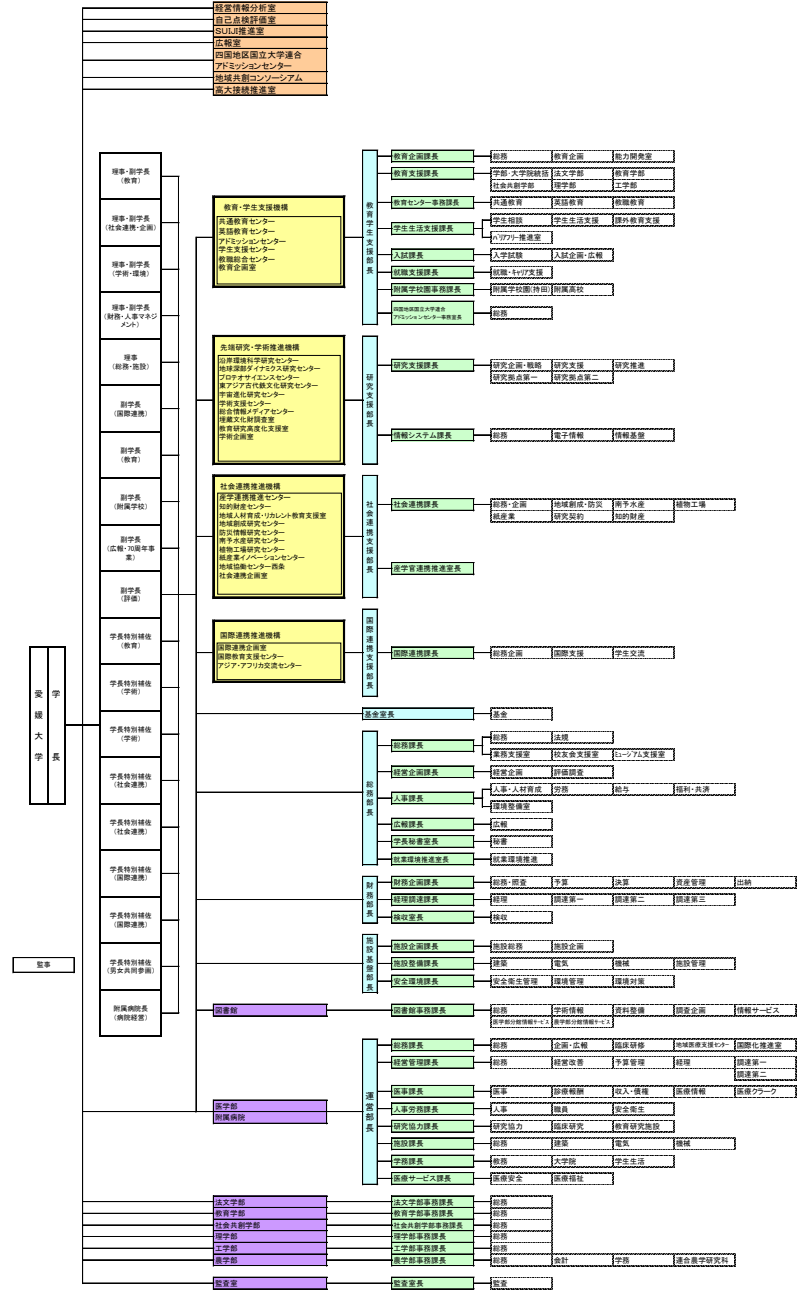 経営情報分析室
自己点検評価室
SUIJI推進室
広報室
四国地区国立大学連合
アドミッションセンター
地域共創コンソーシアム
高大接続推進室
愛媛大学
学長
監事
理事・副学長
(教育)
理事・副学長
(社会連携・企画)
理事・副学長
(学術・環境)
理事・副学長
(財務・人事マネジ
メント)
理事
(総務・施設)
副学長
(国際連携)
副学長
(教育)
副学長
(附属学校)
副学長
(広報・70周年事
業)
副学長
(評価)
学長特別補佐
(教育)
学長特別補佐
(学術)
学長特別補佐
(学術)
学長特別補佐
(社会連携)
学長特別補佐
(社会連携)
学長特別補佐
(国際連携)
学長特別補佐
(国際連携)
学長特別補佐
(男女共同参画)
附属病院長
(病院経営)
教育・学生支援機構
共通教育センター
英語教育センター
アドミッションセンター
学生支援センター
教職総合センター
教育企画室
教育学生支援部長
教育企画課長 総務 教育企画 能力開発室
教育支援課長 学部・大学院統括 法文学部 教育学部
社会共創学部 理学部 工学部
教育センター事務課長 共通教育 英語教育 教職教育
学生生活支援課長 学生相談 学生生活支援 課外教育支援
バリアフリー推進室
入試課長 入学試験 入試企画・広報
就職支援課長 就職・キャリア支援
附属学校園事務課長 附属学校園(持田) 附属高校
四国地区国立大学連合
アドミッションセンター事務室長 総務
先端研究・学術推進機構
沿岸環境科学研究センター
地球深部ダイナミクス研究センター
プロテオサイエンスセンター
東アジア古代鉄文化研究センター
宇宙進化研究センター
学術支援センター
総合情報メディアセンター
埋蔵文化財調査室
教育研究高度化支援室
学術企画室
研究支援部長
研究支援課長 研究企画・戦略 研究支援 研究推進
研究拠点第一 研究拠点第二
情報システム課長 総務 電子情報 情報基盤
社会連携推進機構
産学連携推進センター
知的財産センター
地域人材育成・リカレント教育支援室
地域創成研究センター
防災情報研究センター
南予水産研究センター
植物工場研究センター
紙産業イノベーションセンター
地域協働センター西条
社会連携企画室
社会連携支援部長
社会連携課長 総務・企画 地域創成・防災 南予水産 植物工場
紙産業 研究契約 知的財産
産学官連携推進室長
国際連携推進機構
国際連携企画室
国際教育支援センター
アジア・アフリカ交流センター
国際連携支援部長
国際連携課長 総務企画 国際支援 学生交流
基金室長 基金
総務部長
総務課長 総務 法規
業務支援室 校友会支援室 ミュージアム支援室
経営企画課長 経営企画 評価調査
人事課長 人事・人材育成 労務 給与 福利・共済
環境整備室
広報課長 広報
学長秘書室長 秘書
就業環境推進室長 就業環境推進
財務部長
財務企画課長 総務・照査 予算 決算 資産管理 出納
経理調達課長 経理 調達第一 調達第二 調達第三
検収室長 検収
施設基盤部長
施設企画課長 施設総務 施設企画
施設整備課長 建築 電気 機械 施設管理
安全環境課長 安全衛生管理 環境管理 環境対策
図書館 図書館事務課長 総務 学術情報 資料整備 調査企画 情報サービス
医学部分館情報サービス 農学部分館情報サービス
医学部
附属病院
運営部長
総務課長 総務 企画・広報 臨床研修 地域医療支援センター 国際化推進室
経営管理課長 総務 経営改善 予算管理 経理 調達第一
調達第二
医事課長 医事 診療報酬 収入・債権 医療情報 医療クラーク
人事労務課長 人事 職員 安全衛生
研究協力課長 研究協力 臨床研究 教育研究施設
施設課長 総務 建築 電気 機械
学務課長 教務 大学院 学生生活
医療サービス課長 医療安全 医療福祉
法文学部 法文学部事務課長 総務
教育学部 教育学部事務課長 総務
社会共創学部 社会共創学部事務課長 総務
理学部 理学部事務課長 総務
工学部 工学部事務課長 総務
農学部 農学部事務課長 総務 会計 学務 連合農学研究科
監査室 監査室長 監査